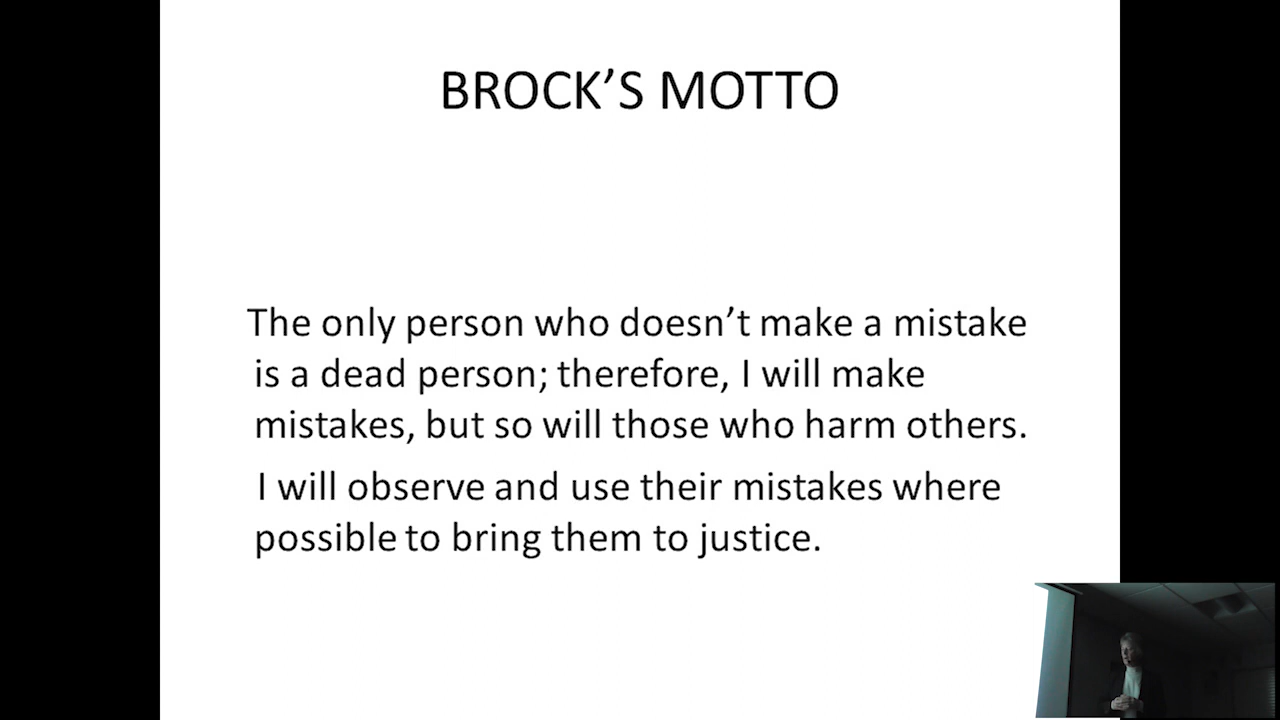 BROCK’S MOTTO
The only person who doesn’t make a mistake
is a dead person; therefore, I will make
mistakes, but so will those who harm others.
I will observe and use their mistakes where
possible to bring them to justice.